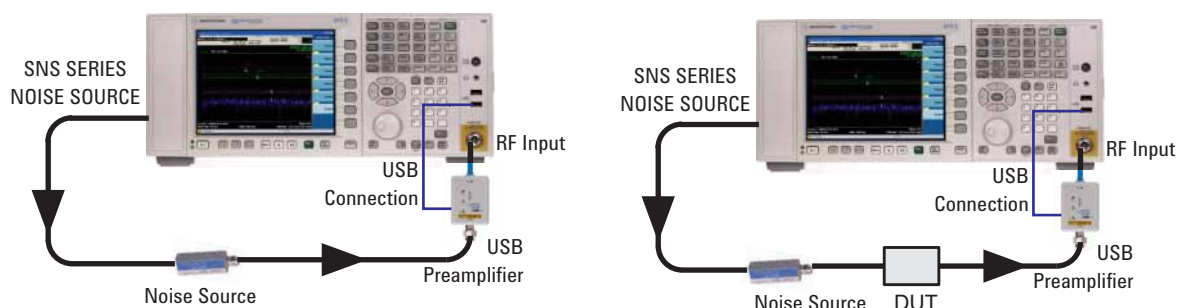 SNS SERIES
NOISE SOURCE
RF Input
USB
Connection
USB
Preamplifier
Noise Source
SNS SERIES
NOISE SOURCE
RF Input
USB
Connection
USB
Preamplifier
Noise Source
DUT